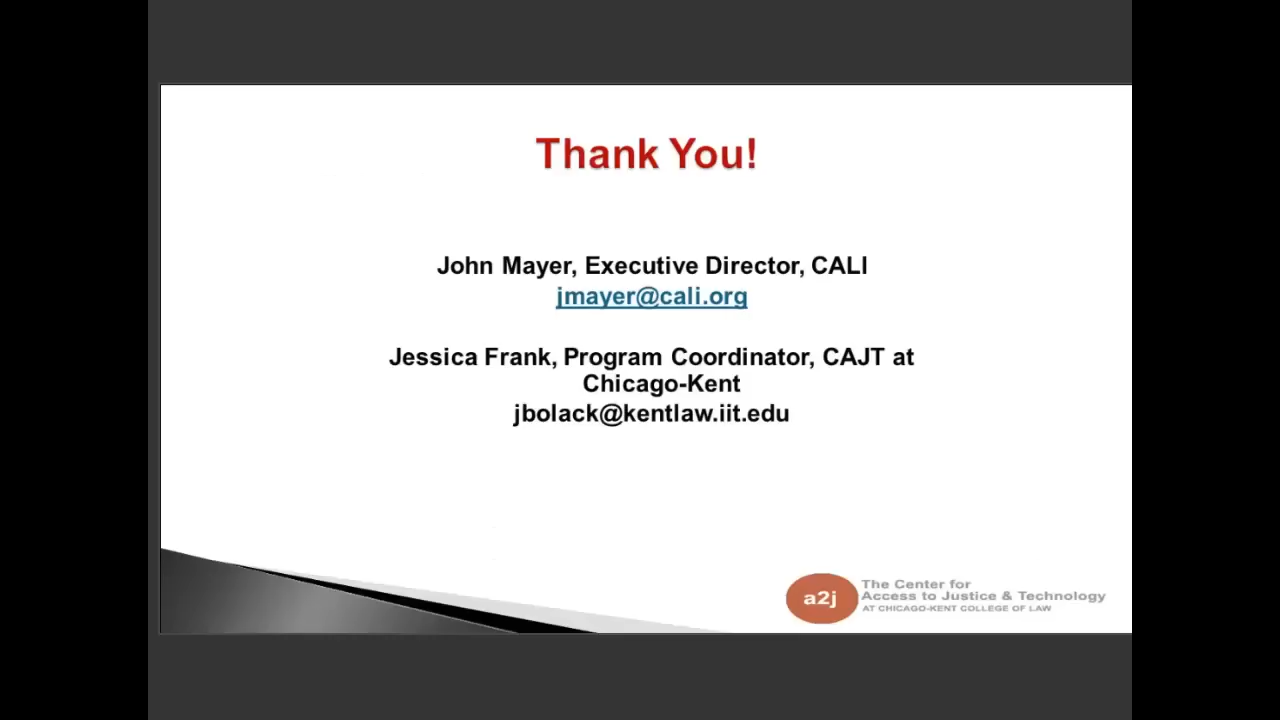 Thank You!
John Mayer, Executive Director, CALI
jmayer@cali.org
Jessica Frank, Program Coordinator, CAJT at
Chicago-Kent
jbolack@kentlaw.iit.edu
a2j
The Center for
Access to Justice & Technology
AT CHICAGO-KENT COLLEGE OF LAW